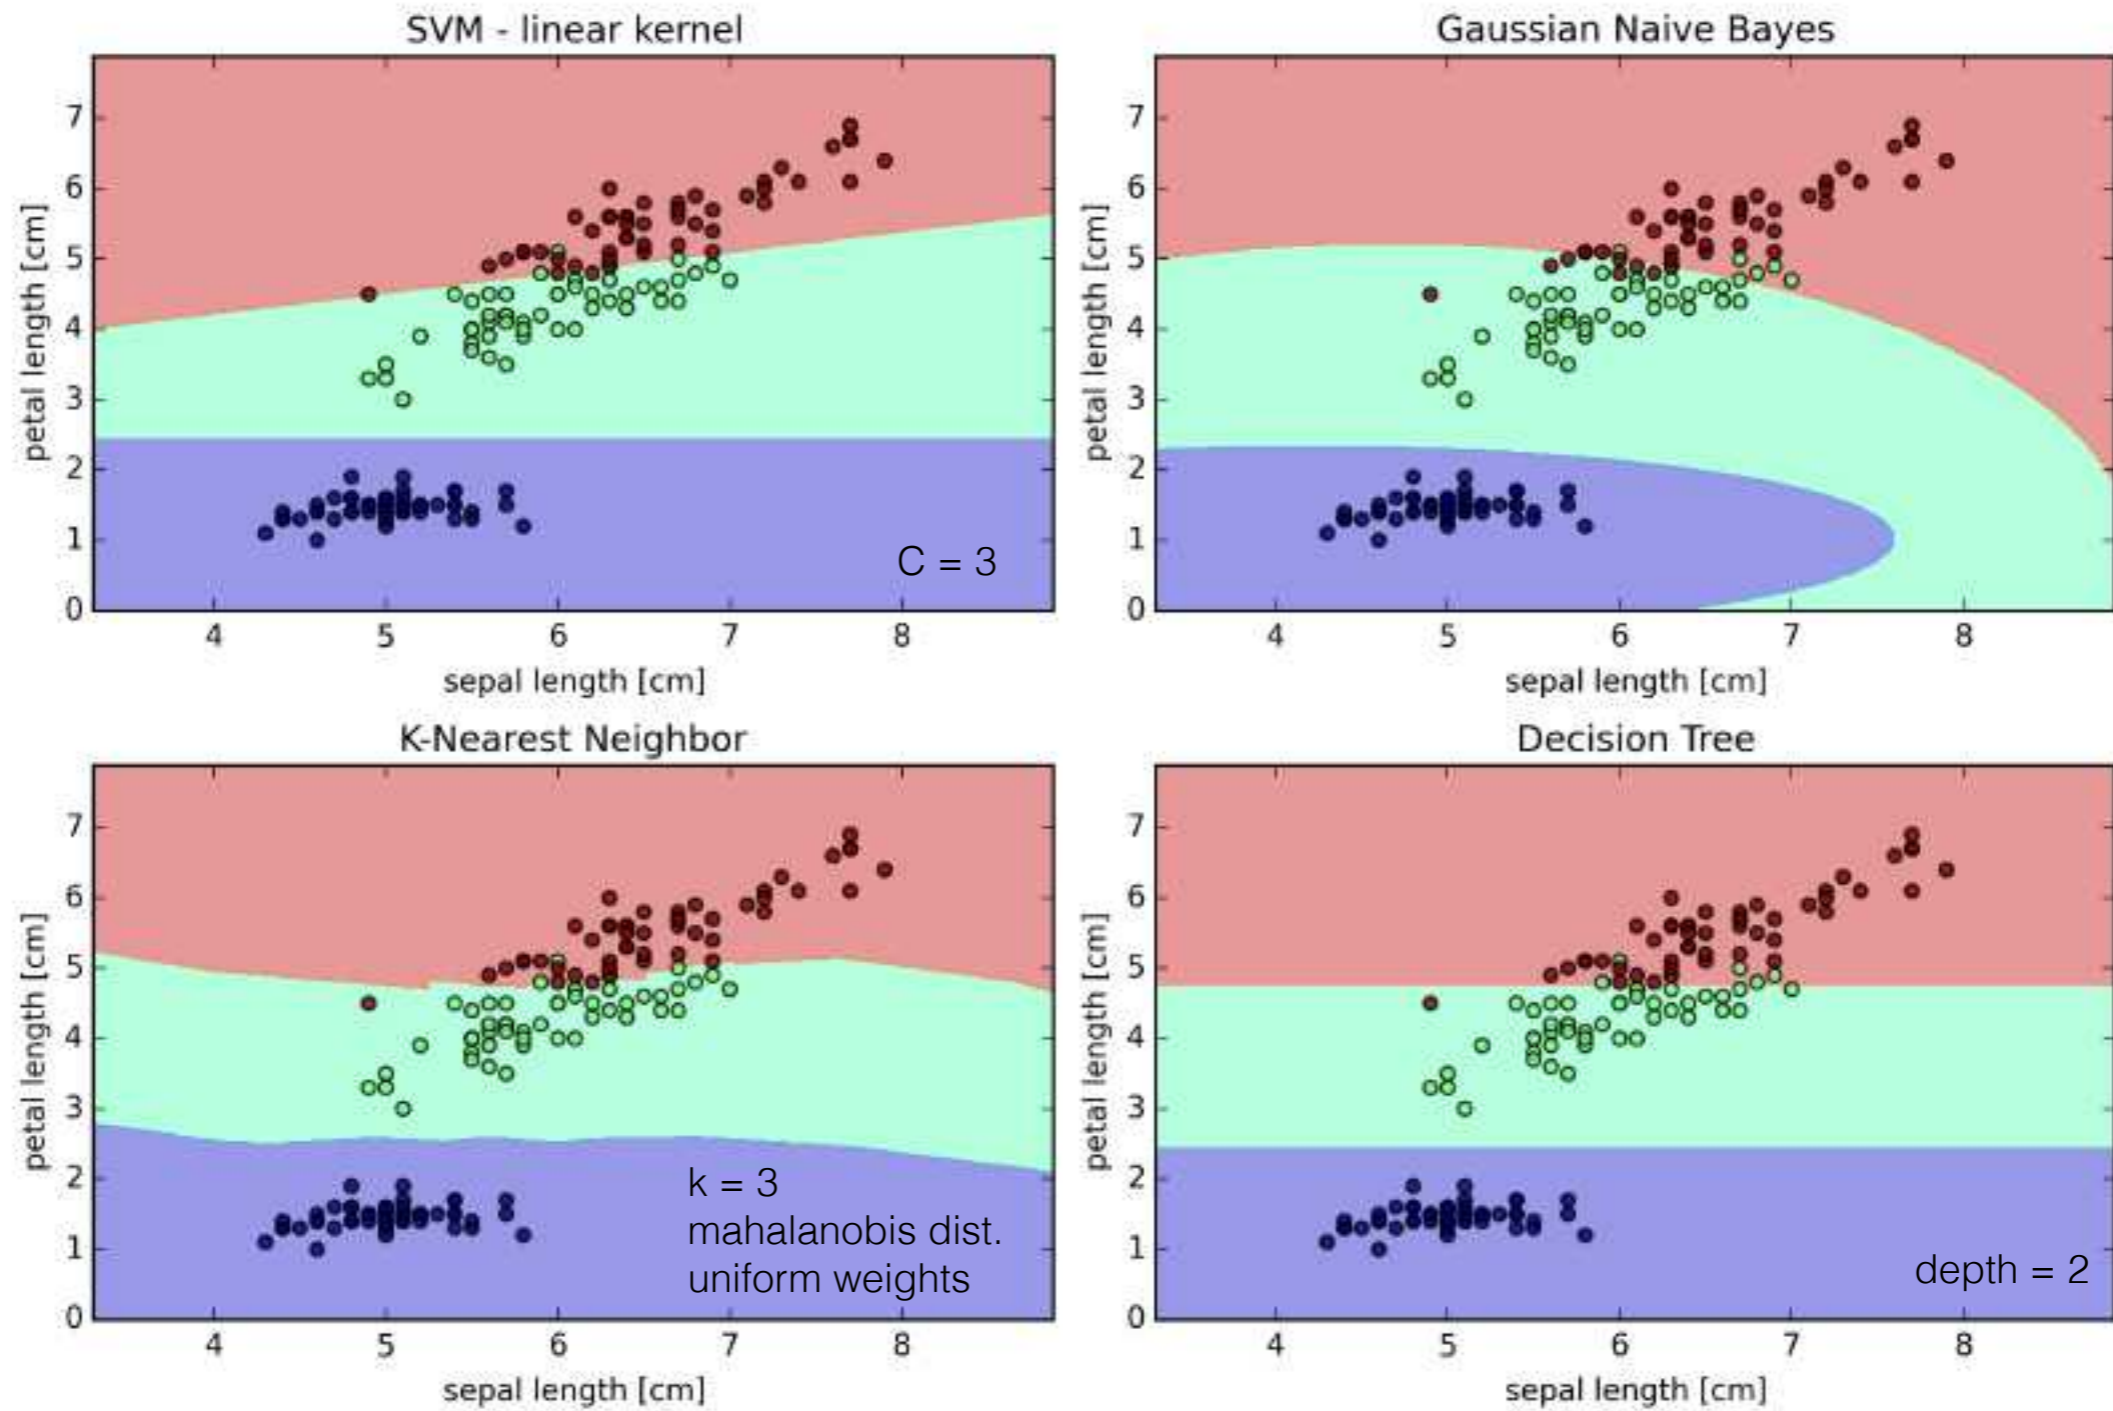 SVM - linear kernel
petal length [cm]
7
6
5
4
3
2
1
0
C = 3
4 5 6 7 8
sepal length [cm]
Gaussian Naive Bayes
petal length [cm]
7
6
5
4
3
2
1
0
4 5 6 7 8
sepal length [cm]
K-Nearest Neighbor
petal length [cm]
7
6
5
4
3
2
1
0
k = 3
mahalanobis dist.
uniform weights
4 5 6 7 8
sepal length [cm]
Decision Tree
petal length [cm]
7
6
5
4
3
2
1
0
depth = 2
4 5 6 7 8
sepal length [cm]